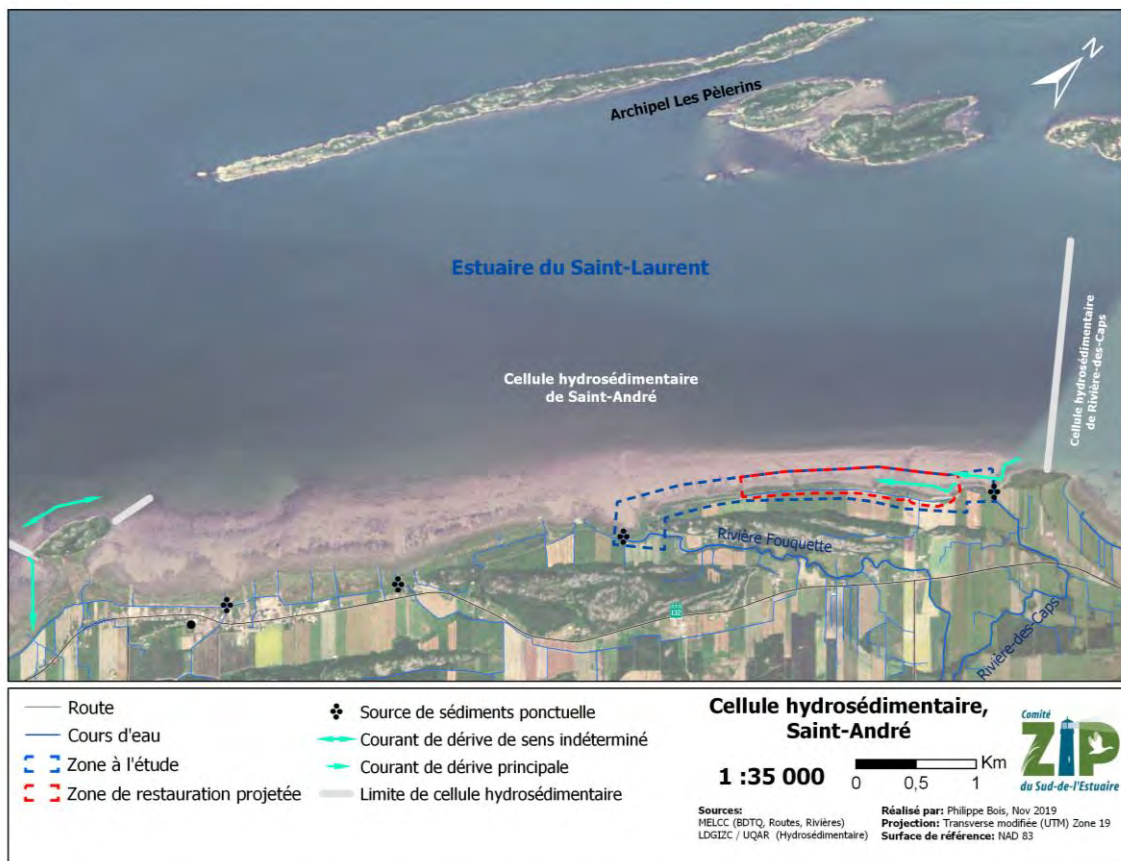 N
Archipel Les Pèlerins
Estuaire du Saint-Laurent
Cellule hydrosédimentaire
de Rivière-des-Caps
Cellule hydrosédimentaire
de Saint-André
Rivière Fouquette
132
Rivière-des-Caps
Route
Cours d'eau
Zone à l'étude
Zone de restauration projetée
Source de sédiments ponctuelle
Courant de dérive de sens indéterminé
Courant de dérive principale
Limite de cellule hydrosédimentaire
Cellule hydrosédimentaire,
Saint-André
1 :35 000
0 0,5 1 Km
Sources:
MELCC (BDTQ, Routes, Rivières)
LDGIZC / UQAR (Hydrosédimentaire)
Réalisé par: Philippe Bois, Nov 2019
Projection: Transverse modifiée (UTM) Zone 19
Surface de référence: NAD 83
Comité
ZIP
du Sud-de-l'Estuaire